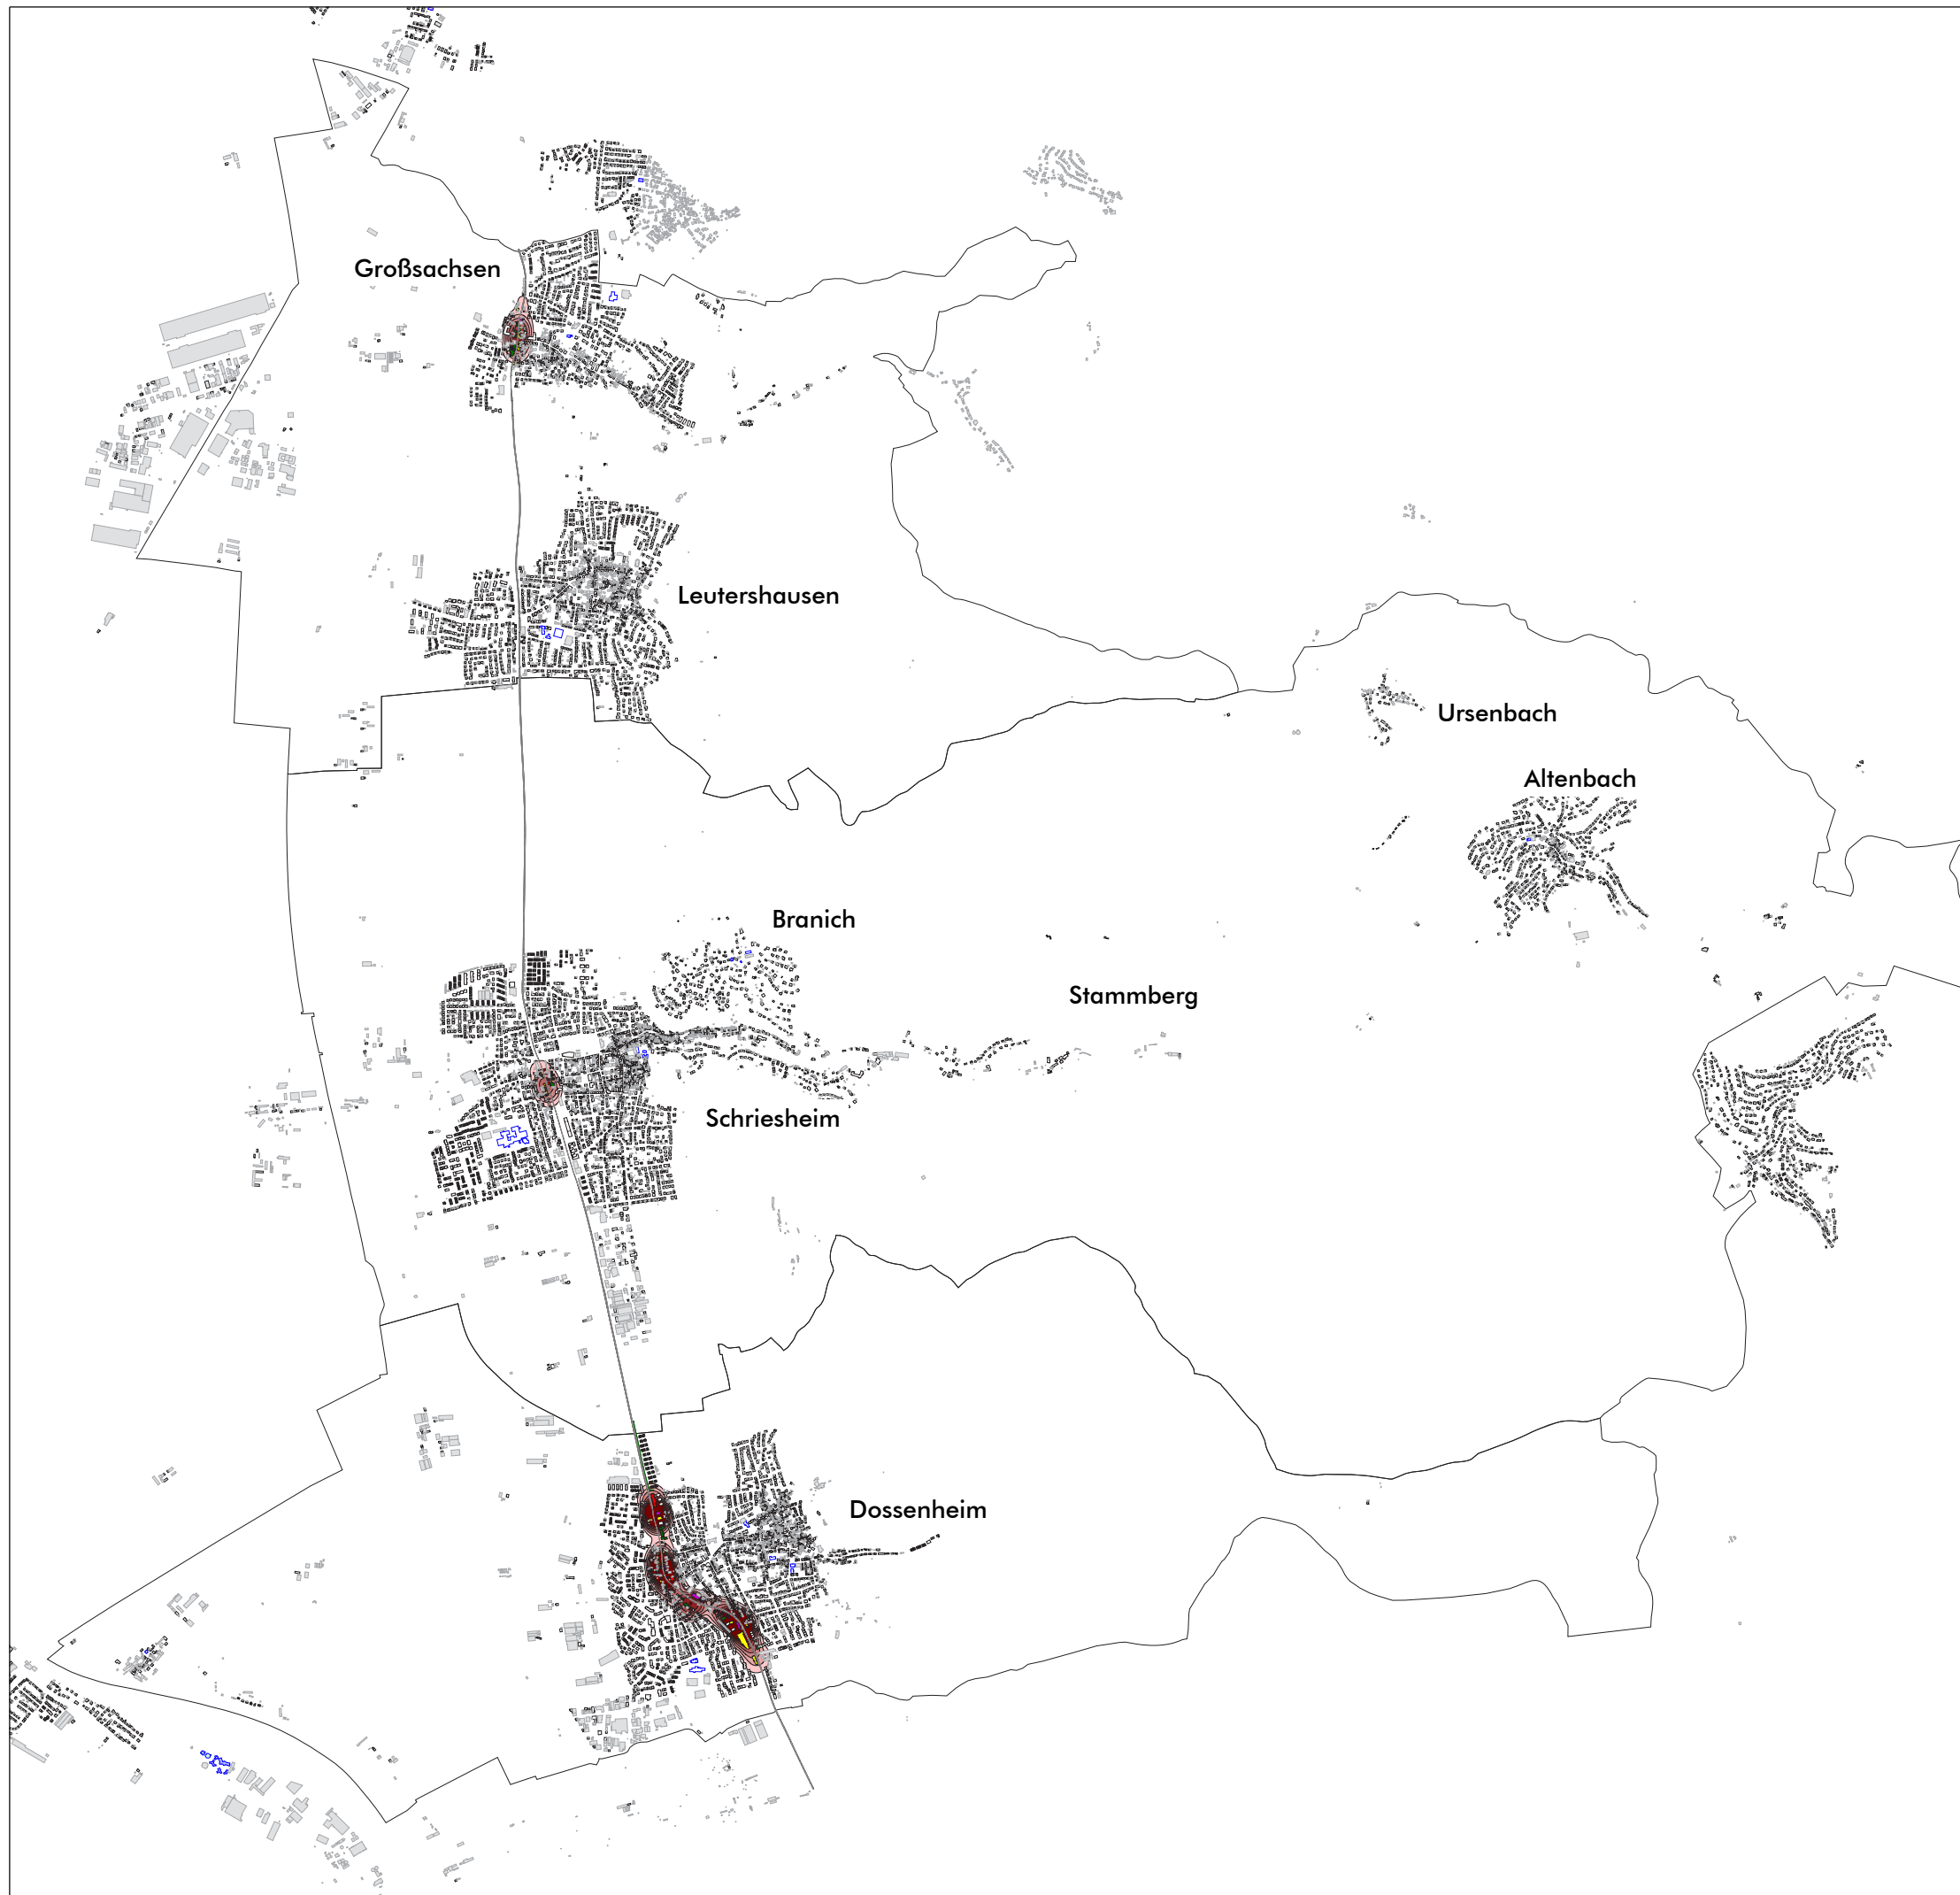 Großsachsen
Leutershausen
Ursenbach
Altenbach
Branich
Stammberg
Schriesheim
Dossenheim